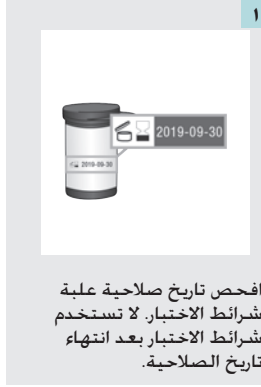 ١
2019-09-30
2019-09-30
افحص تاريخ صلاحية علبة
شرائط الاختبار. لا تستخدم
شرائط الاختبار بعد انتهاء
تاريخ الصلاحية.